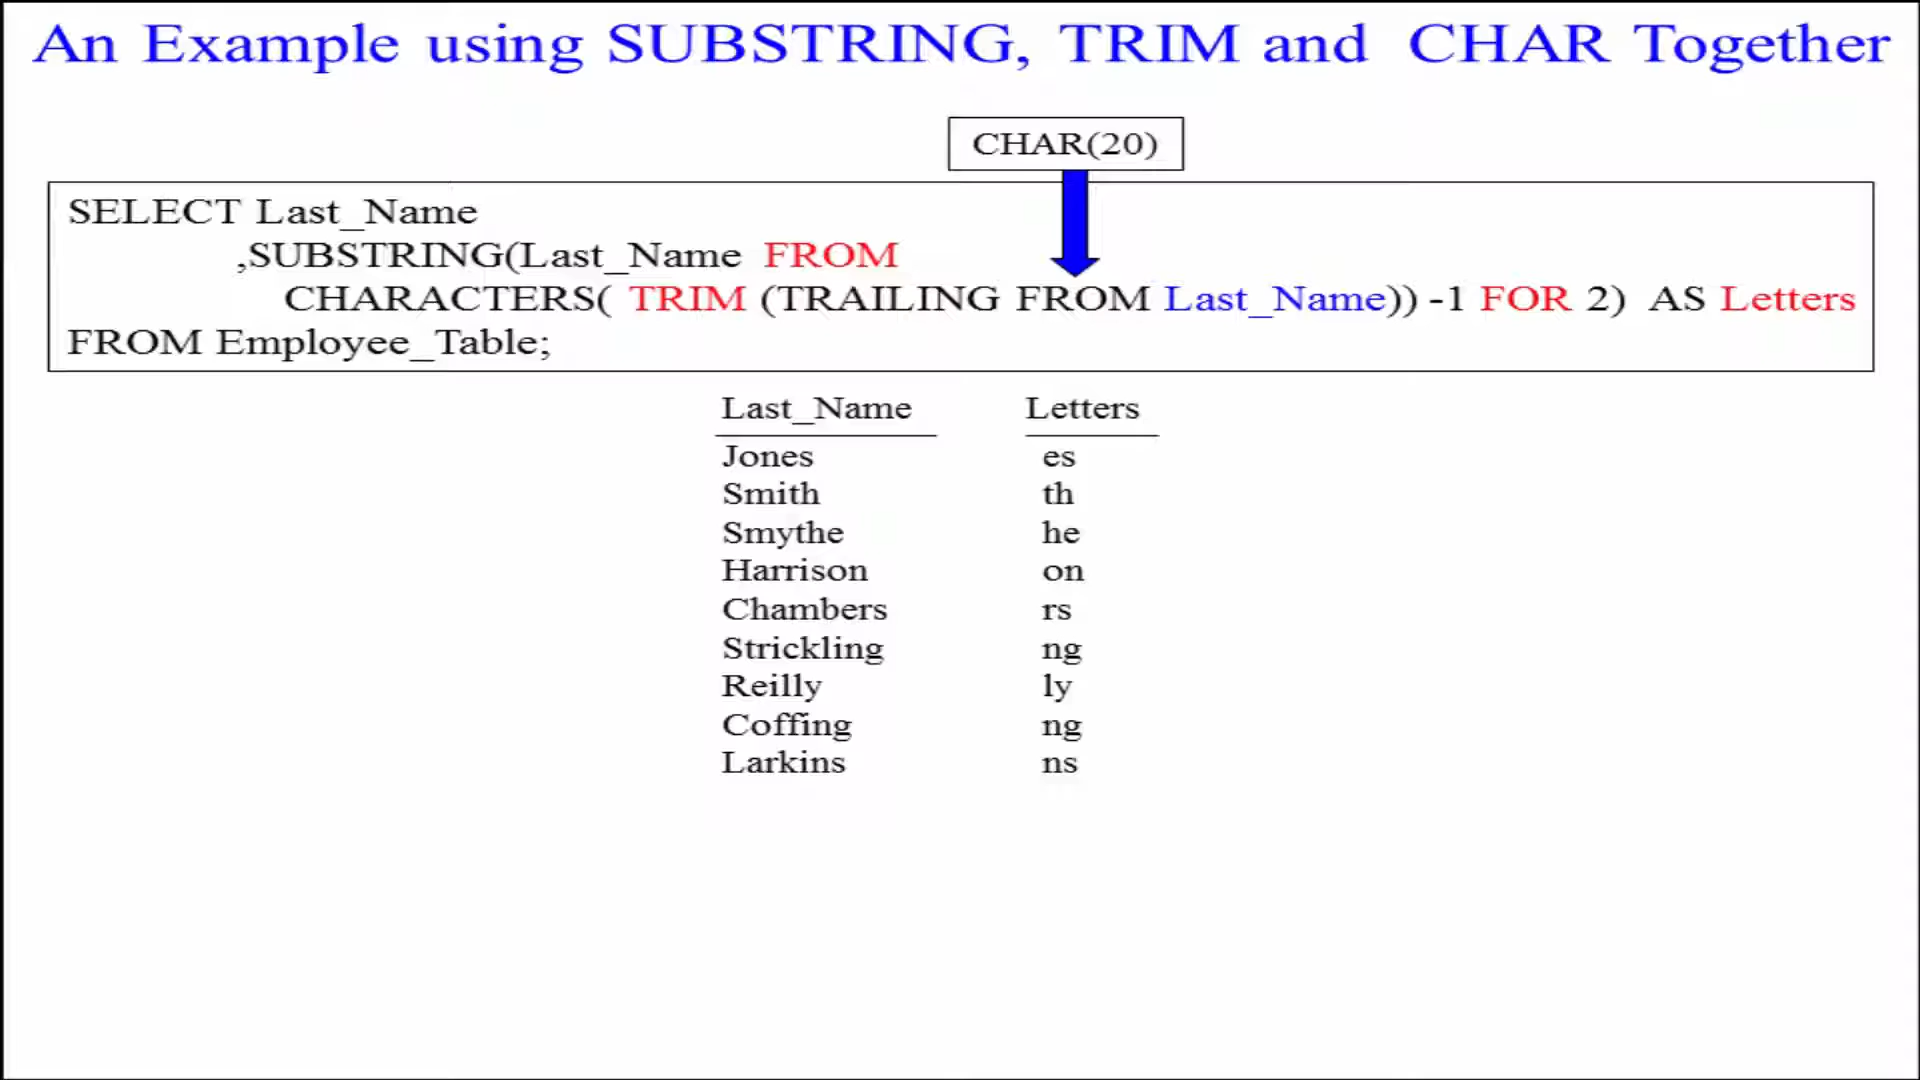 An Example using SUBSTRING, TRIM and CHAR Together
CHAR(20)
SELECT Last_Name
,SUBSTRING(Last_Name FROM
CHARACTERS( TRIM (TRAILING FROM Last_Name)) -1 FOR 2) AS Letters
FROM Employee_Table;
Last_Name Letters
Jones es
Smith th
Smythe he
Harrison on
Chambers rs
Strickling ng
Reilly ly
Coffing ng
Larkins ns